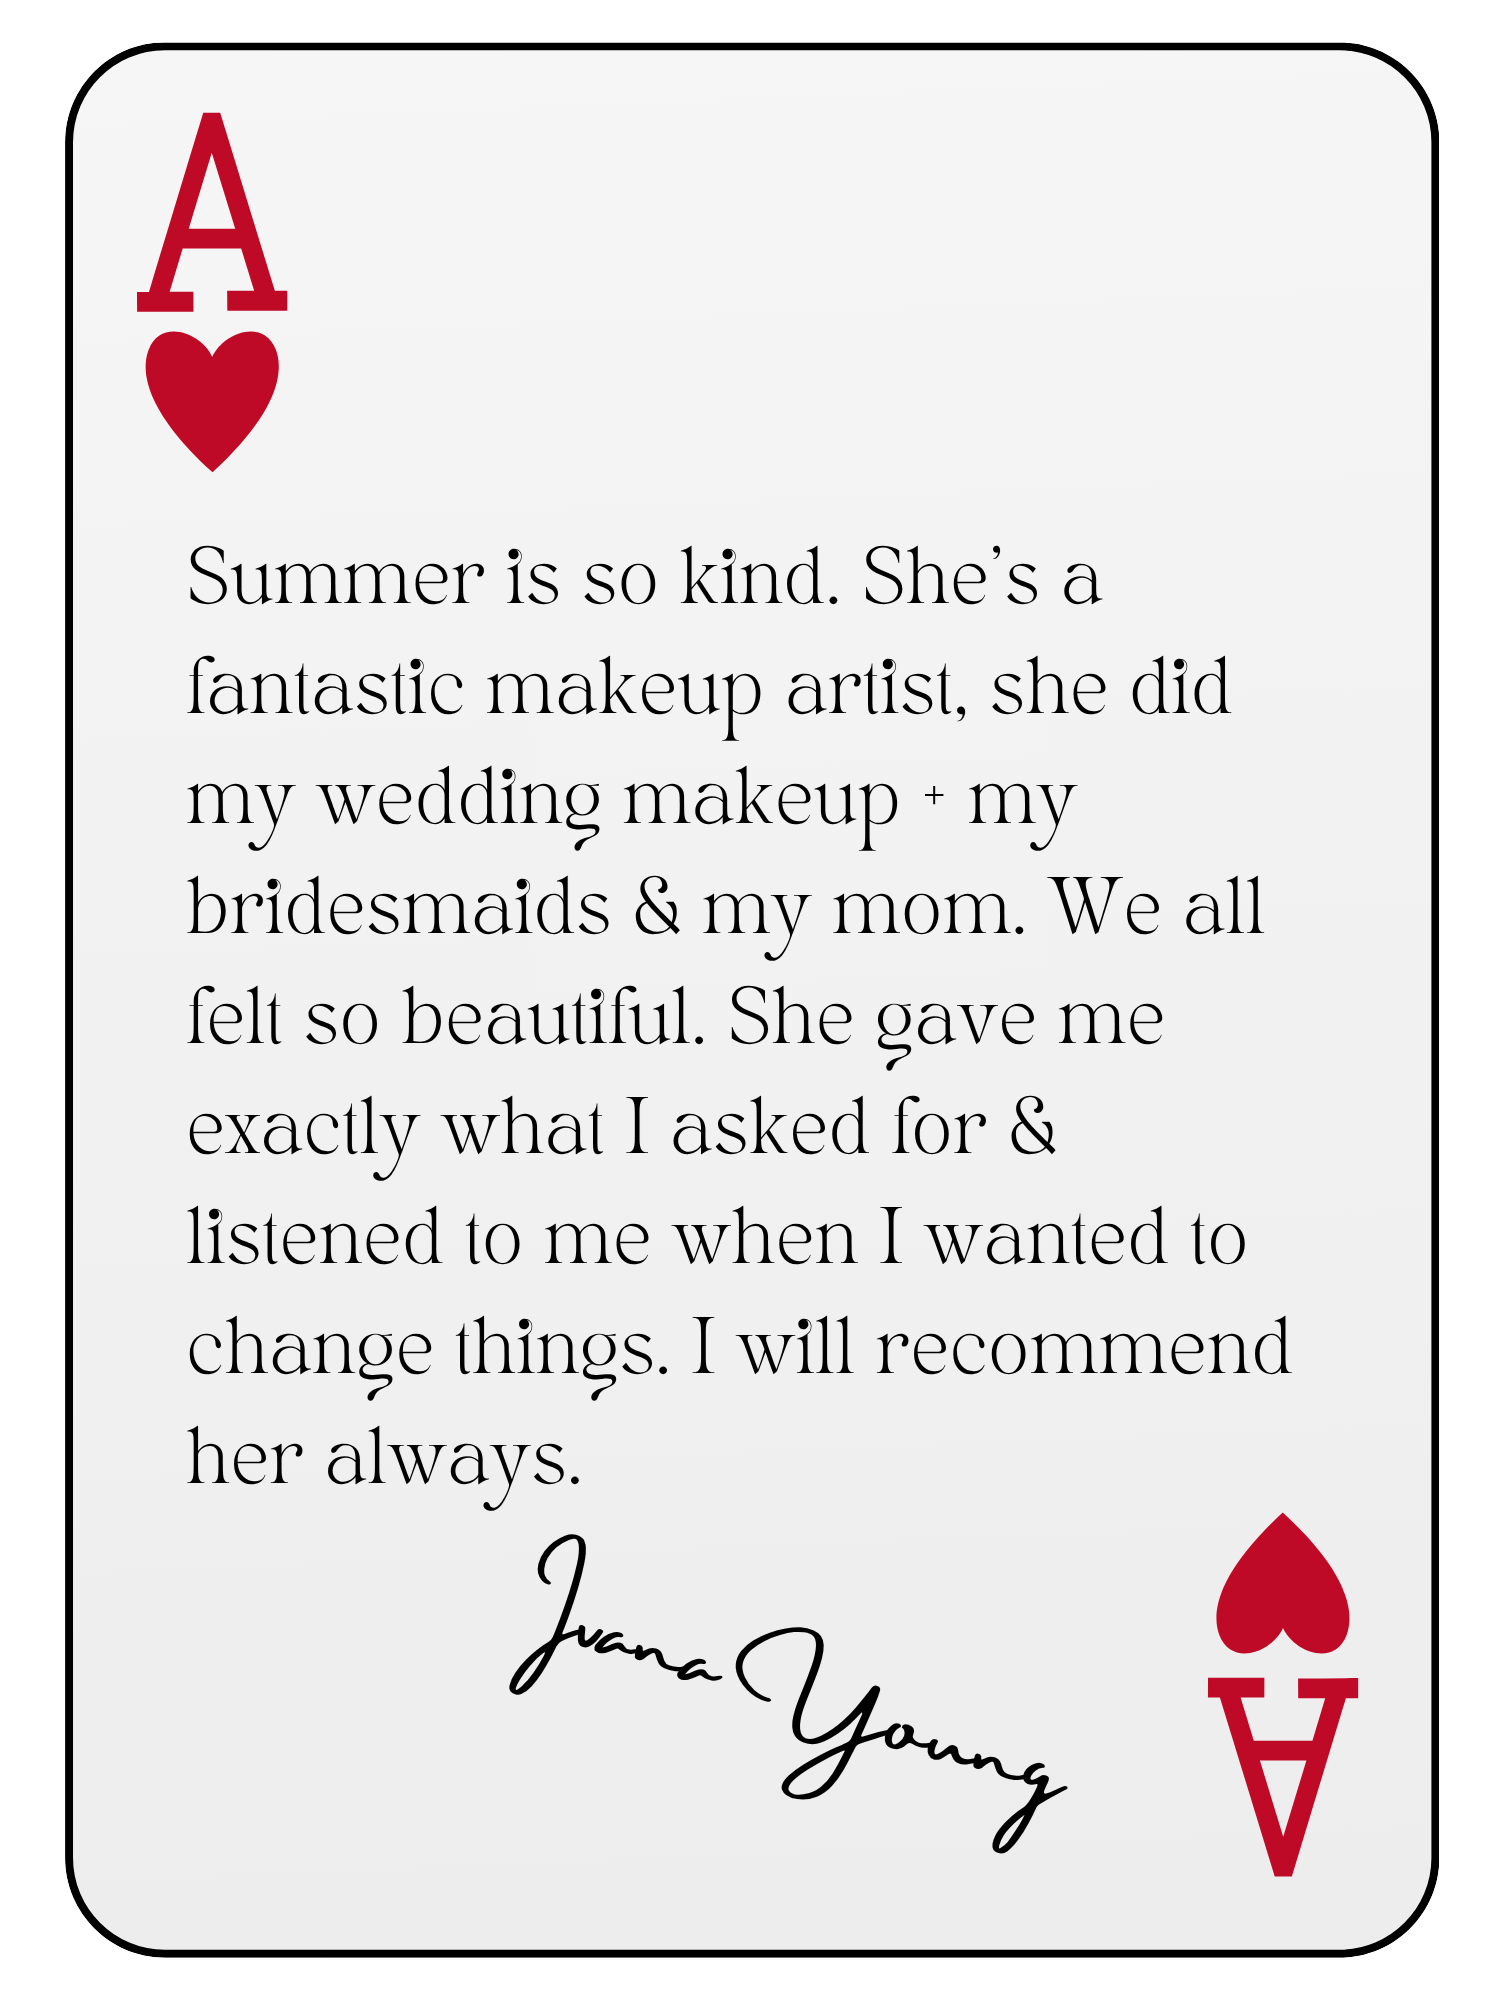 A
Summer is so kind. She’s a
fantastic makeup artist, she did
my wedding makeup + my
bridesmaids & my mom. We all
felt so beautiful. She gave me
exactly what I asked for &
listened to me when I wanted to
change things. I will recommend
her always.
Ivana Young
A